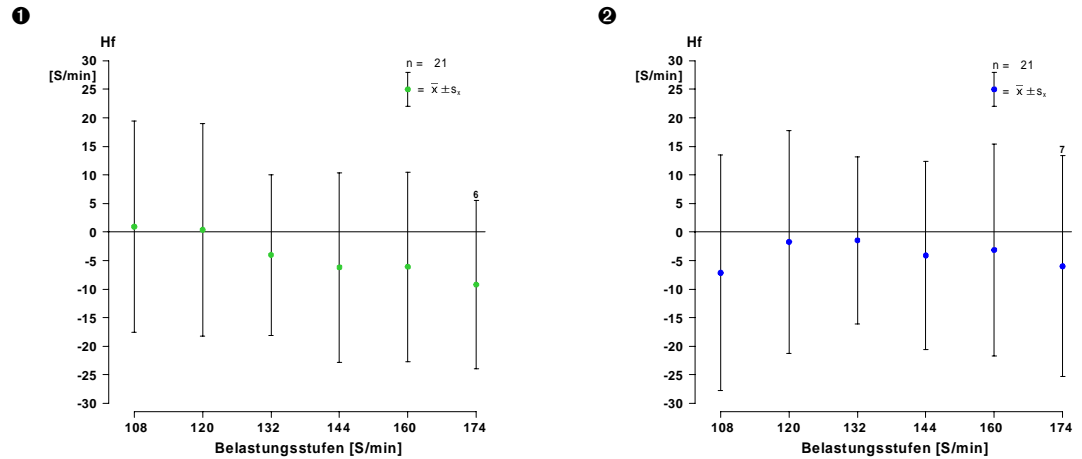 ❶
Hf
[S/min]
30
25
20
15
10
5
0
-5
-10
-15
-20
-25
-30
n = 21
= x̄ ± sₓ
6
108 120 132 144 160 174
Belastungsstufen [S/min]
❷
Hf
[S/min]
30
25
20
15
10
5
0
-5
-10
-15
-20
-25
-30
n = 21
= x̄ ± sₓ
7
108 120 132 144 160 174
Belastungsstufen [S/min]